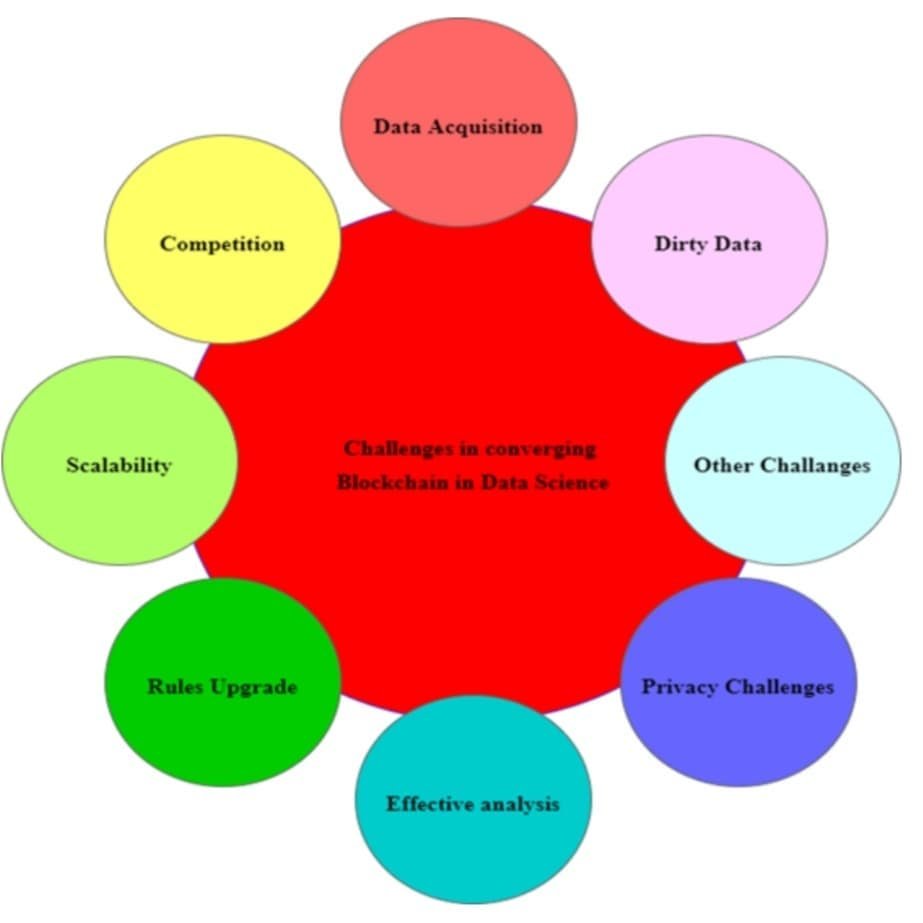 Data Acquisition
Competition
Dirty Data
Challenges in converging
Blockchain in Data Science
Scalability
Other Challanges
Rules Upgrade
Privacy Challenges
Effective analysis